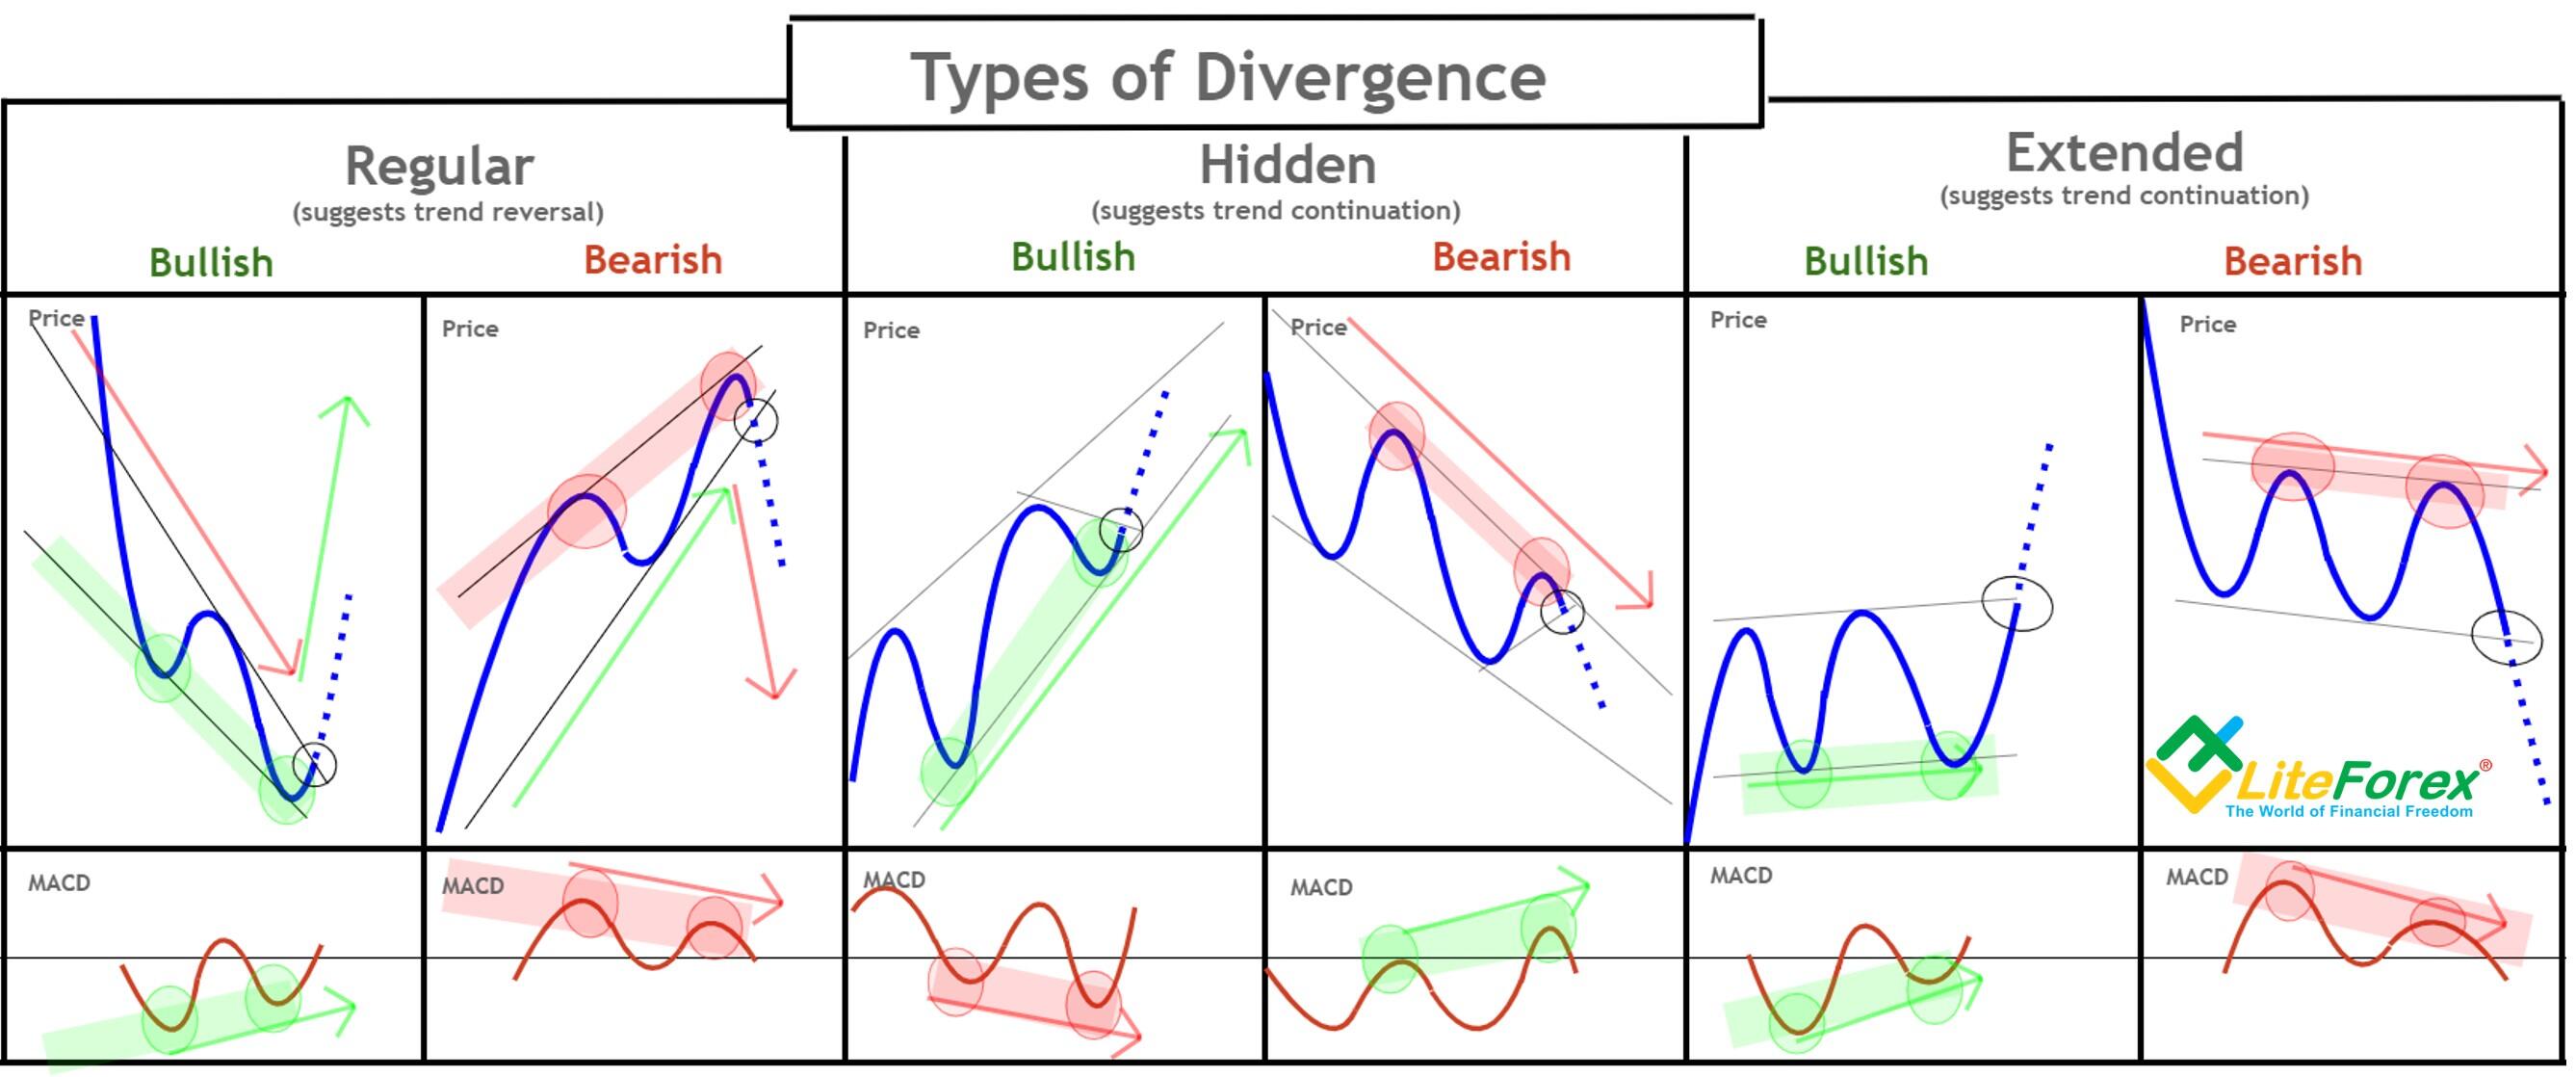 Types of Divergence
Regular
(suggests trend reversal)
Bullish
Bearish
Hidden
(suggests trend continuation)
Bullish
Bearish
Extended
(suggests trend continuation)
Bullish
Bearish
Price
Price
Price
Price
Price
Price
LiteForex®
The World of Financial Freedom
MACD
MACD
MACD
MACD
MACD
MACD